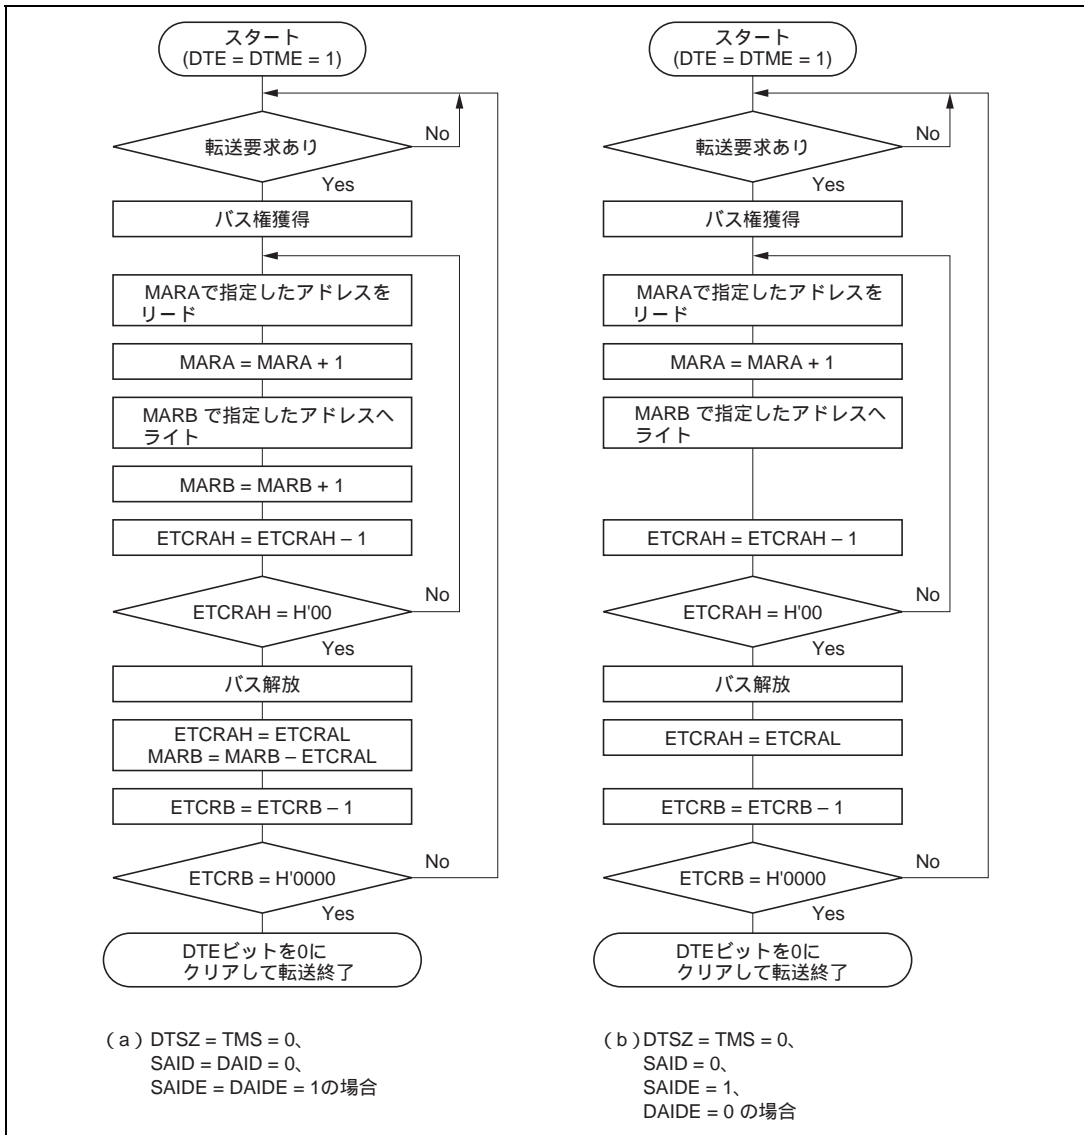 スタート
(DTE = DTME = 1)
転送要求あり
No
Yes
バス権獲得
MARAで指定したアドレスを
リード
MARA = MARA + 1
MARB で指定したアドレスへ
ライト
MARB = MARB + 1
ETCRAH = ETCRAH – 1
ETCRAH = H'00
No
Yes
バス解放
ETCRAH = ETCRAL
MARB = MARB – ETCRAL
ETCRB = ETCRB – 1
ETCRB = H'0000
No
Yes
DTEビットを0に
クリアして転送終了
(a) DTSZ = TMS = 0、
SAID = DAID = 0、
SAIDE = DAIDE = 1の場合
スタート
(DTE = DTME = 1)
転送要求あり
No
Yes
バス権獲得
MARAで指定したアドレスを
リード
MARA = MARA + 1
MARB で指定したアドレスへ
ライト
ETCRAH = ETCRAH – 1
ETCRAH = H'00
No
Yes
バス解放
ETCRAH = ETCRAL
ETCRB = ETCRB – 1
ETCRB = H'0000
No
Yes
DTEビットを0に
クリアして転送終了
(b) DTSZ = TMS = 0、
SAID = 0、
SAIDE = 1、
DAIDE = 0 の場合